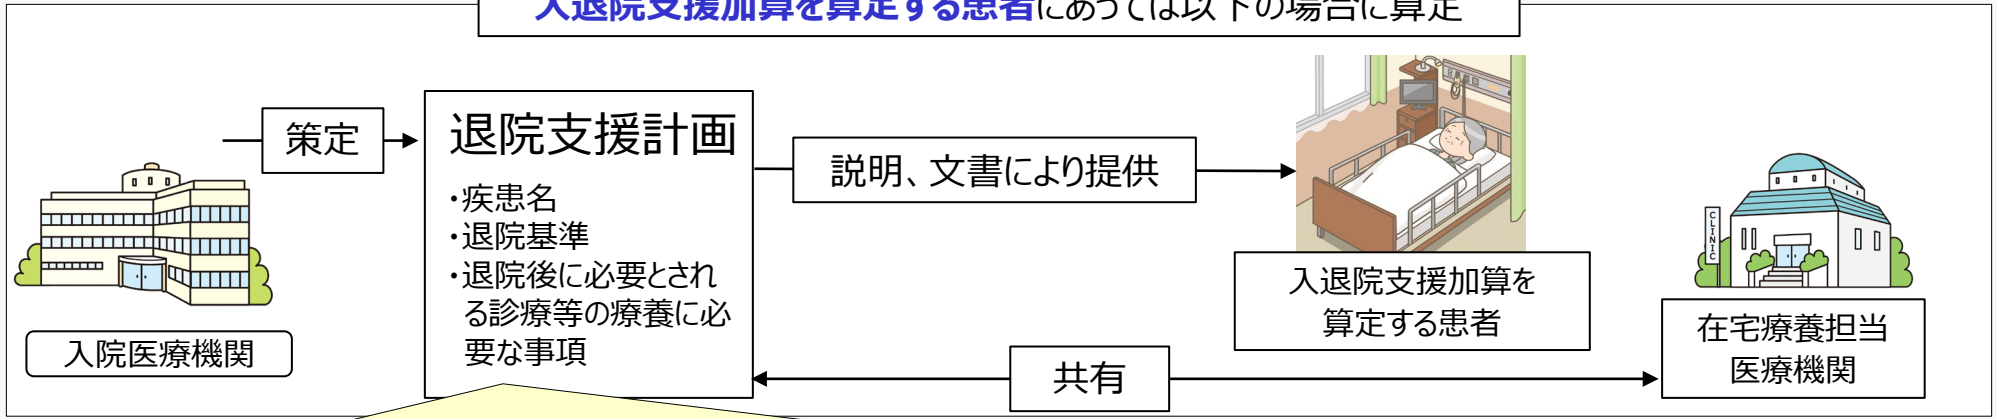 入退院支援加算を算定する患者にあっては以下の場合に算定
策定
退院支援計画
・疾患名
・退院基準
・退院後に必要とされ
る診療等の療養に必
要な事項
説明、文書により提供
入院医療機関
入退院支援加算を
算定する患者
共有
CLINIC
在宅療養担当
医療機関